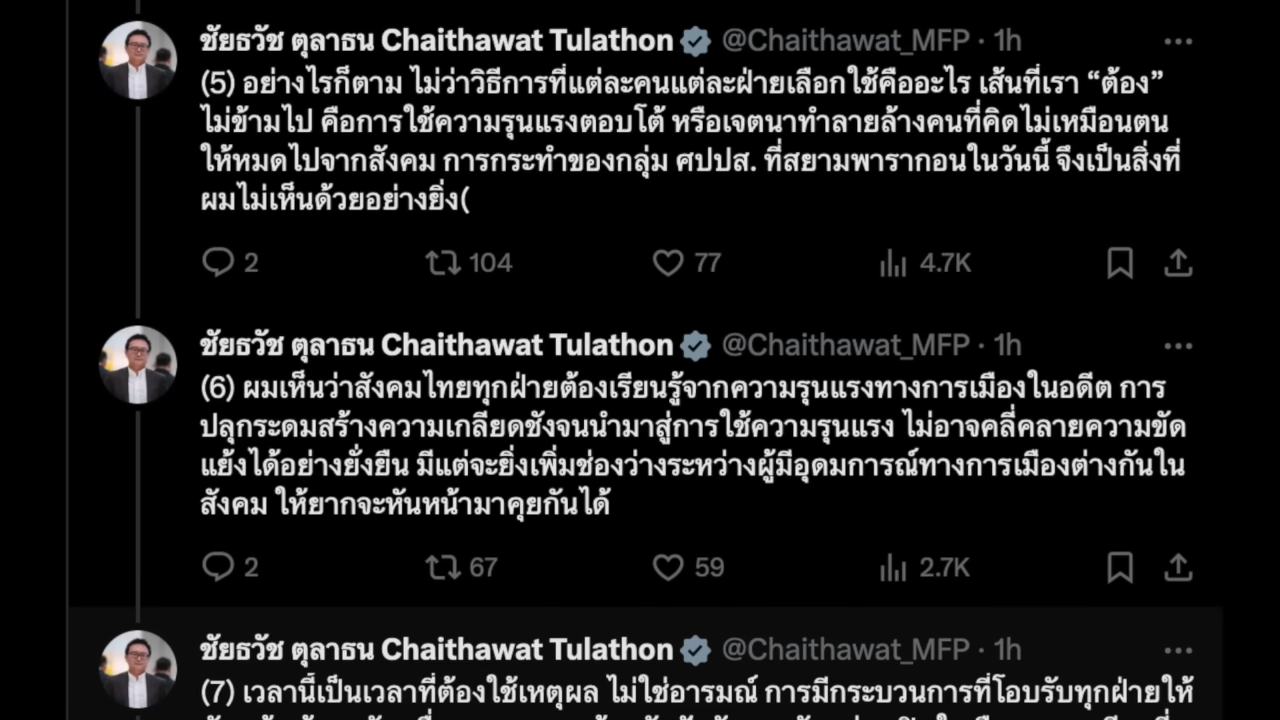 ชัยธวัช ตุลาธน Chaithawat Tulathon @Chaithawat_MFP · 1h
(5) อย่างไรก็ตาม ไม่ว่าวิธีการที่แต่ละคนแต่ละฝ่ายเลือกใช้คืออะไร เส้นที่เรา “ต้อง”
ไม่ข้ามไป คือการใช้ความรุนแรงตอบโต้ หรือเจตนาทำลายล้างคนที่คิดไม่เหมือนตน
ให้หมดไปจากสังคม การกระทำของกลุ่ม ศปปส. ที่สยามพารากอนในวันนี้ จึงเป็นสิ่งที่
ผมไม่เห็นด้วยอย่างยิ่ง(
2 104 77 4.7K
ชัยธวัช ตุลาธน Chaithawat Tulathon @Chaithawat_MFP · 1h
(6) ผมเห็นว่าสังคมไทยทุกฝ่ายต้องเรียนรู้จากความรุนแรงทางการเมืองในอดีต การ
ปลุกระดมสร้างความเกลียดชังจนนำมาสู่การใช้ความรุนแรง ไม่อาจคลี่คลายความขัด
แย้งได้อย่างยั่งยืน มีแต่จะยิ่งเพิ่มช่องว่างระหว่างผู้มีอุดมการณ์ทางการเมืองต่างกันใน
สังคม ให้ยากจะหันหน้ามาคุยกันได้
2 67 59 2.7K
ชัยธวัช ตุลาธน Chaithawat Tulathon @Chaithawat_MFP · 1h
(7) เวลานี้เป็นเวลาที่ต้องใช้เหตุผล ไม่ใช่อารมณ์ การมีกระบวนการที่โอบรับทุกฝ่ายให้